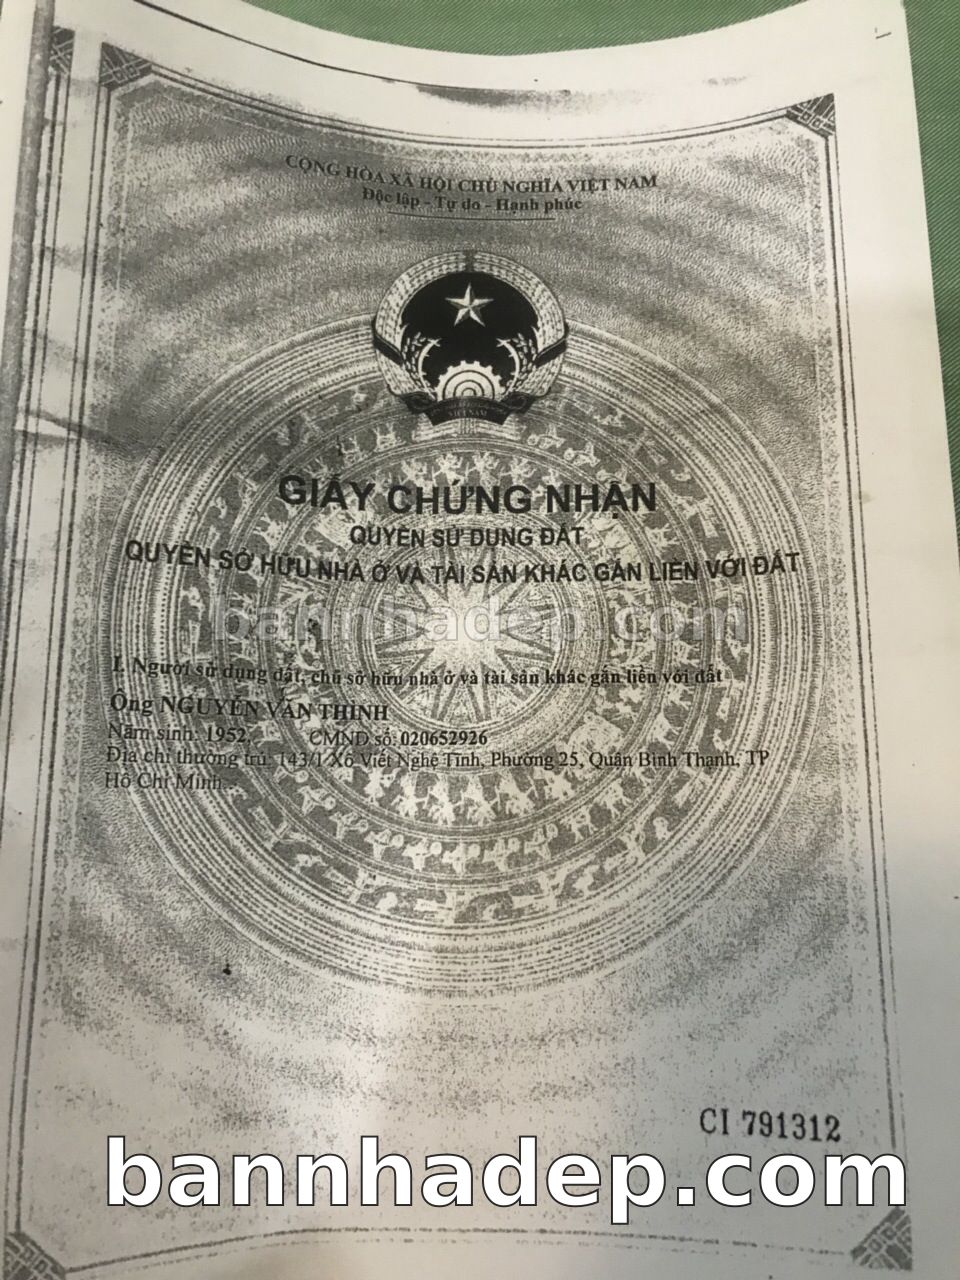 CỘNG HÒA XÃ HỘI CHỦ NGHĨA VIỆT NAM
Độc lập - Tự do - Hạnh phúc
VIỆT NAM
GIẤY CHỨNG NHẬN
QUYỀN SỬ DỤNG ĐẤT
QUYỀN SỞ HỮU NHÀ Ở VÀ TÀI SẢN KHÁC GẮN LIỀN VỚI ĐẤT
bannhadep.com
I. Người sử dụng đất, chủ sở hữu nhà ở và tài sản khác gắn liền với đất
Ông NGUYỄN VĂN THỊNH
Năm sinh: 1952, CMND số: 020652926
Địa chỉ thường trú: 143/1 Xô Viết Nghệ Tĩnh, Phường 25, Quận Bình Thạnh, TP
Hồ Chí Minh.
CI 791312
bannhadep.com